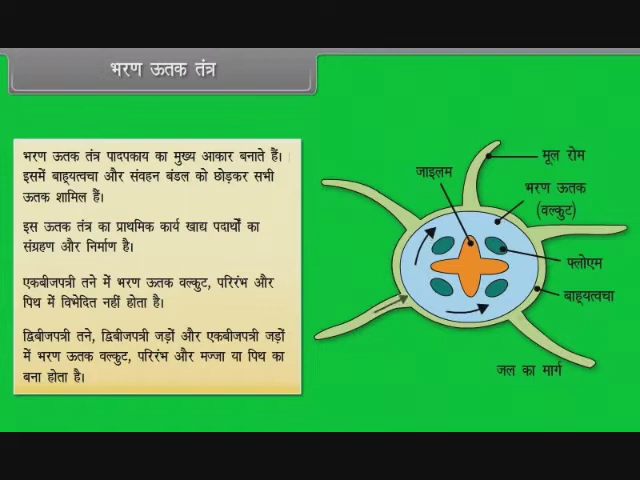 भरण ऊतक तंत्र
भरण ऊतक तंत्र पादपकाय का मुख्य आकार बनाते हैं।
इसमें बाह्यत्वचा और संवहन बंडल को छोड़कर सभी
ऊतक शामिल हैं।
इस ऊतक तंत्र का प्राथमिक कार्य खाद्य पदार्थों का
संग्रहण और निर्माण है।
एकबीजपत्री तने में भरण ऊतक वल्कुट, परिरंभ और
पिथ में विभेदित नहीं होता है।
द्विबीजपत्री तने, द्विबीजपत्री जड़ों और एकबीजपत्री जड़ों
में भरण ऊतक वल्कुट, परिरंभ और मज्जा या पिथ का
बना होता है।
मूल रोम
जाइलम
भरण ऊतक
(वल्कुट)
फ्लोएम
बाह्यत्वचा
जल का मार्ग